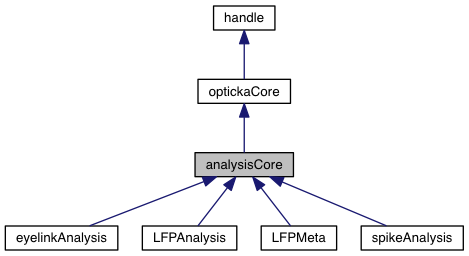 handle
optickaCore
analysisCore
eyelinkAnalysis
LFPAnalysis
LFPMeta
spikeAnalysis